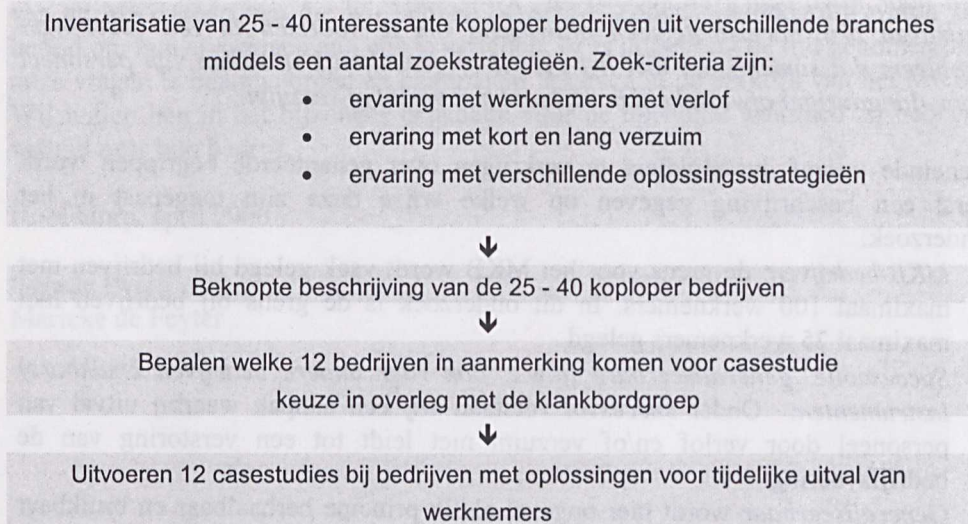 Inventarisatie van 25 - 40 interessante koploper bedrijven uit verschillende branches
middels een aantal zoekstrategieën. Zoek-criteria zijn:
• ervaring met werknemers met verlof
• ervaring met kort en lang verzuim
• ervaring met verschillende oplossingsstrategieën
↓
Beknopte beschrijving van de 25 - 40 koploper bedrijven
↓
Bepalen welke 12 bedrijven in aanmerking komen voor casestudie
keuze in overleg met de klankbordgroep
↓
Uitvoeren 12 casestudies bij bedrijven met oplossingen voor tijdelijke uitval van
werknemers